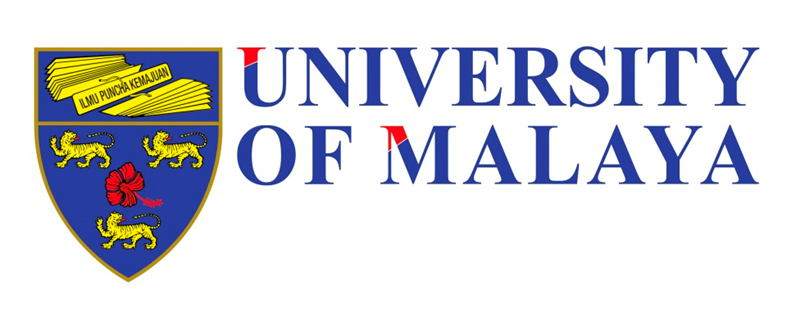 ILMU PUNCHA KEMAJUAN
UNIVERSITY
OF MALAYA